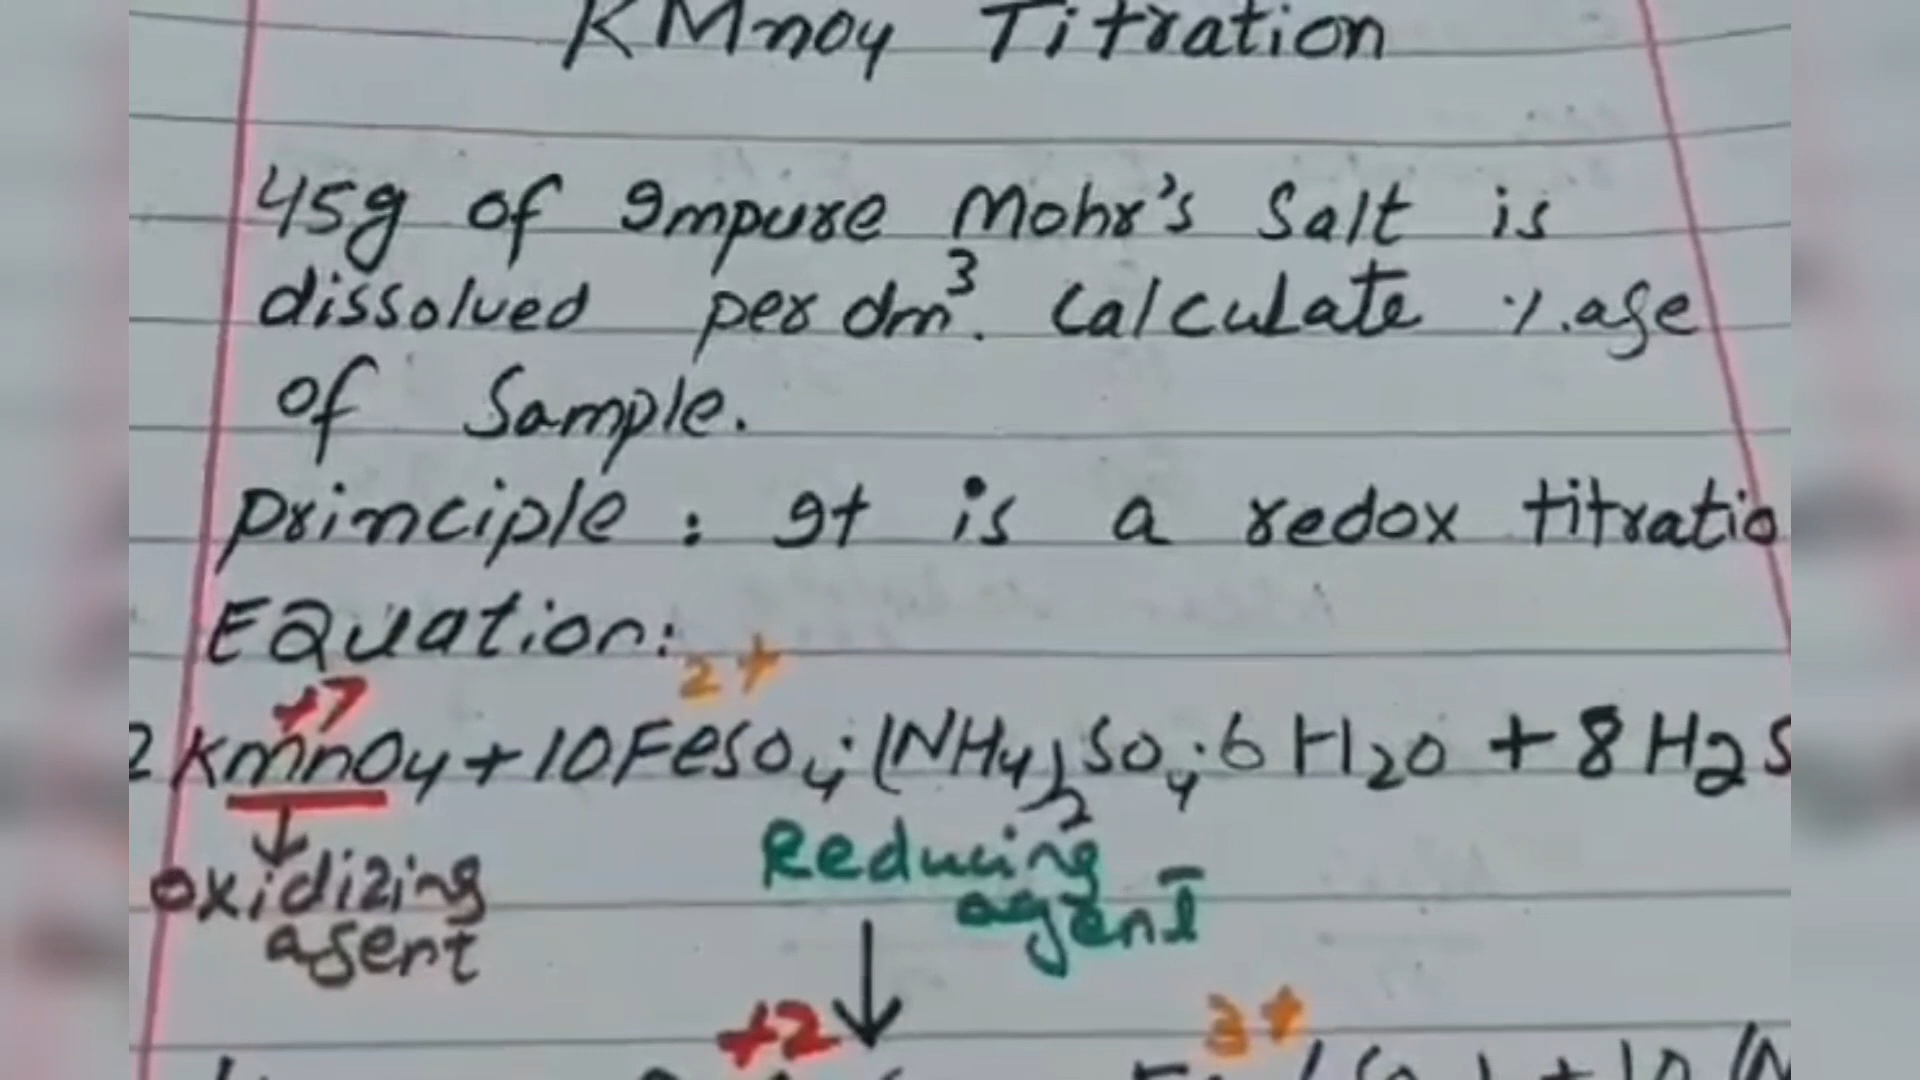 KMnO4 Titration
45g of Impure Mohr's Salt is
dissolved per dm³. Calculate %age
of Sample.
Principle: It is a redox titratio
Equation:
2+
+7
2KmnO4+10FeSO4.(NH4)2SO4.6H2O + 8H2S
Reducing
agent
oxidizing
agent
+2
3+